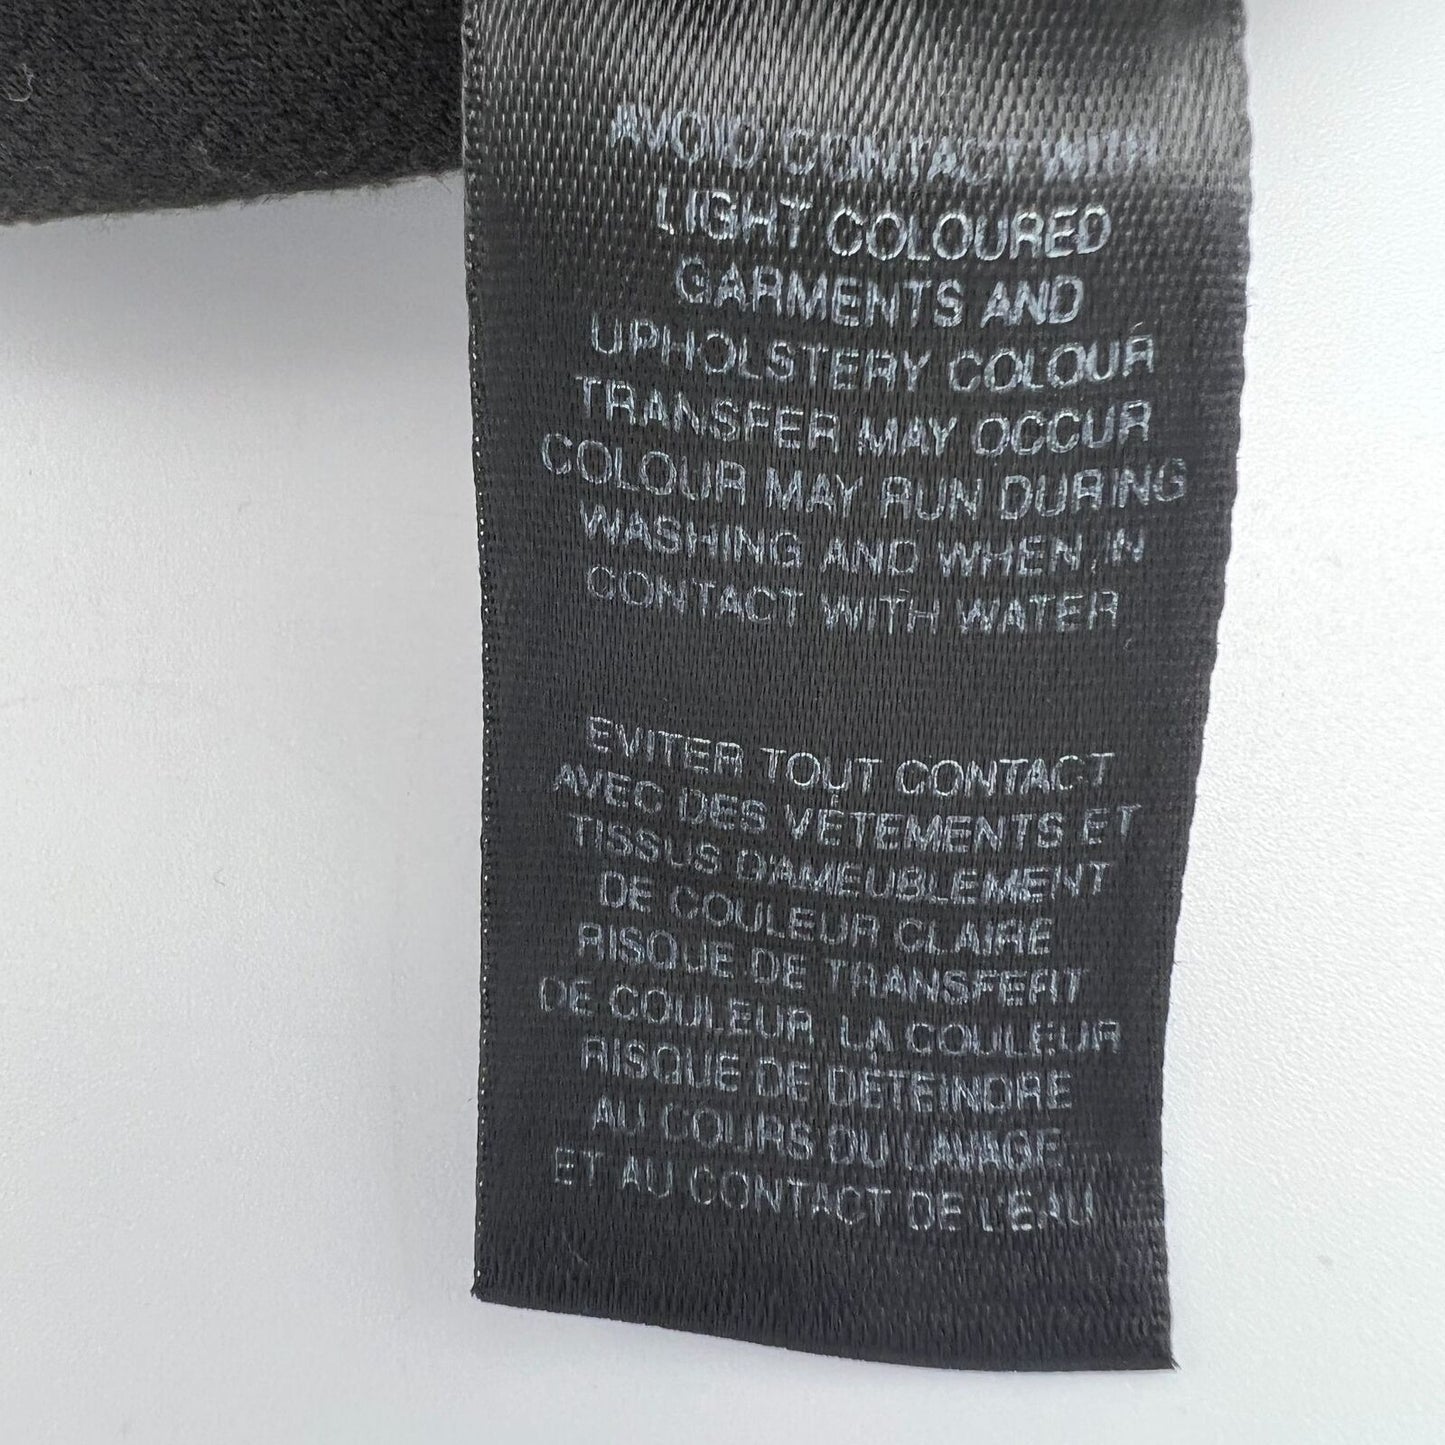 AVOID CONTACT WITH
LIGHT COLOURED
GARMENTS AND
UPHOLSTERY COLOUR
TRANSFER MAY OCCUR
COLOUR MAY RUN DURING
WASHING AND WHEN IN
CONTACT WITH WATER
EVITER TOUT CONTACT
AVEC DES VÊTEMENTS ET
TISSUS D'AMEUBLEMENT
DE COULEUR CLAIRE
RISQUE DE TRANSFERT
DE COULEUR, LA COULEUR
RISQUE DE DÉTEINDRE
AU COURS DU LAVAGE
ET AU CONTACT DE L'EAU